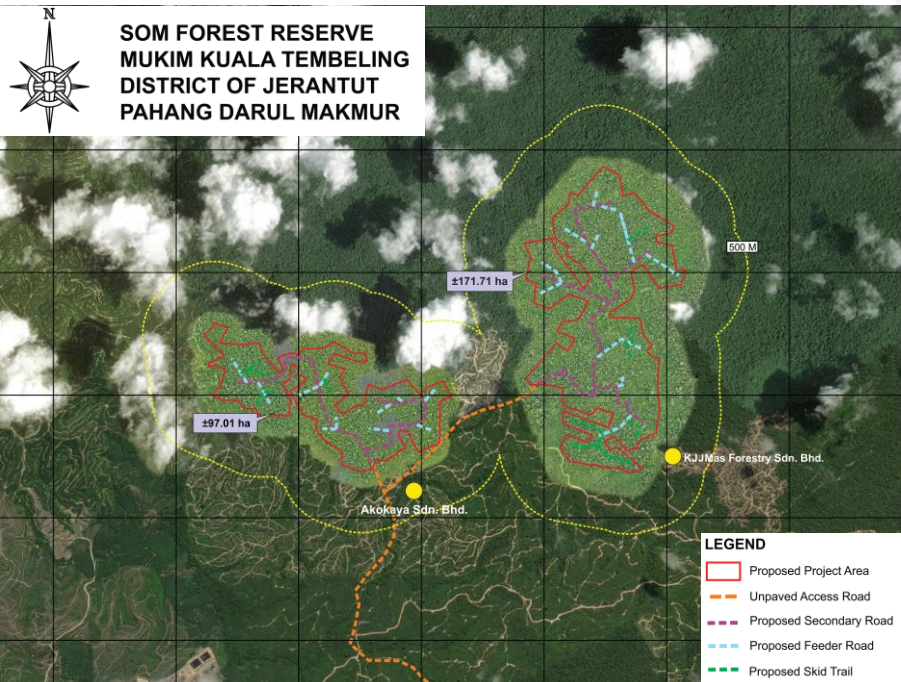 N
SOM FOREST RESERVE
MUKIM KUALA TEMBELING
DISTRICT OF JERANTUT
PAHANG DARUL MAKMUR
500 M
±171.71 ha
±97.01 ha
KJJMas Forestry Sdn. Bhd.
Akokaya Sdn. Bhd.
LEGEND
Proposed Project Area
Unpaved Access Road
Proposed Secondary Road
Proposed Feeder Road
Proposed Skid Trail